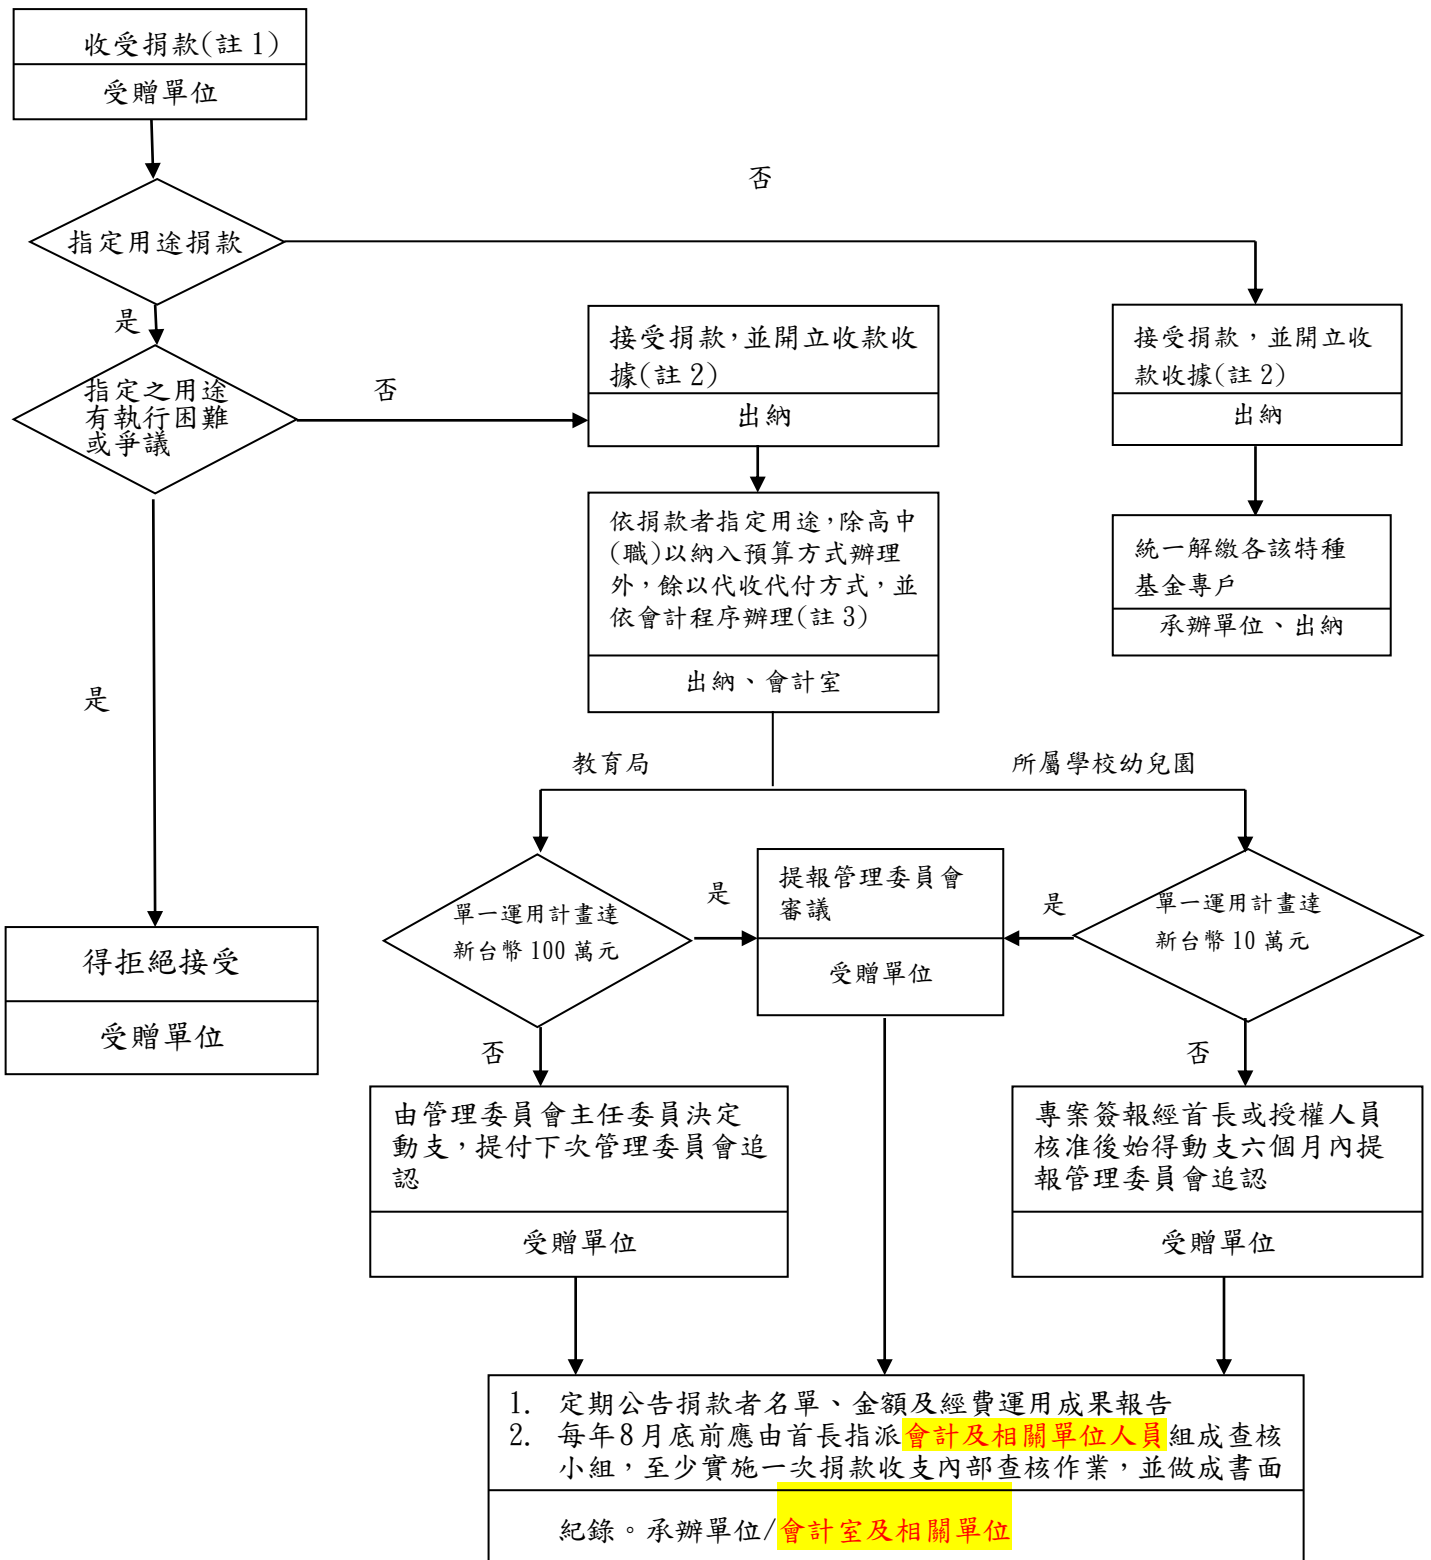 收受捐款(註 1)
受贈單位
否
指定用途捐款
是
指定之用途
有執行困難
或爭議
否
接受捐款,並開立收款收
據(註 2)
出納
接受捐款，並開立收
款收據(註 2)
出納
依捐款者指定用途,除高中
(職)以納入預算方式辦理
外，餘以代收代付方式，並
依會計程序辦理(註 3)
出納、會計室
統一解繳各該特種
基金專戶
承辦單位、出納
是
教育局
所屬學校幼兒園
單一運用計畫達
新台幣 100 萬元
是
提報管理委員會
審議
受贈單位
是
單一運用計畫達
新台幣 10 萬元
得拒絕接受
受贈單位
否
否
由管理委員會主任委員決定
動支，提付下次管理委員會追
認
受贈單位
專案簽報經首長或授權人員
核准後始得動支六個月內提
報管理委員會追認
受贈單位
1. 定期公告捐款者名單、金額及經費運用成果報告
2. 每年8月底前應由首長指派會計及相關單位人員組成查核
小組，至少實施一次捐款收支內部查核作業，並做成書面
紀錄。承辦單位/會計室及相關單位